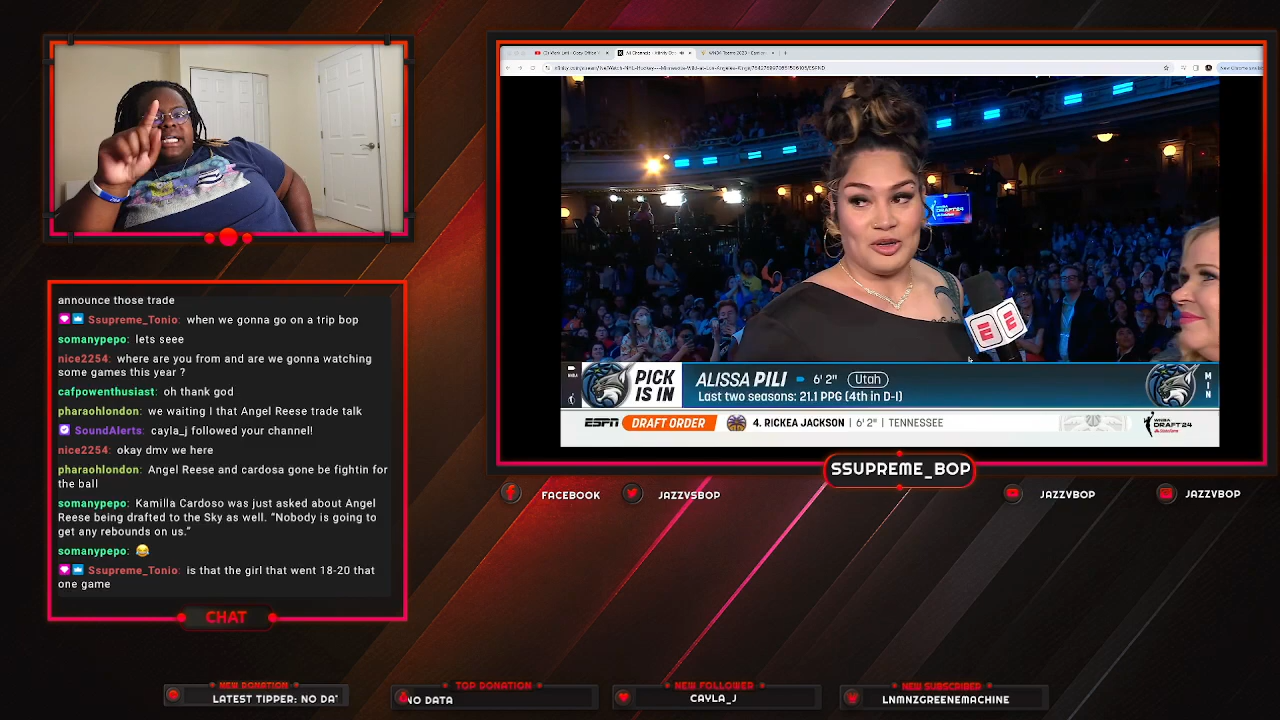 announce those trade
Ssupreme_Tonio: when we gonna go on a trip bop
somanypepo: lets seee
nice2254: where are you from and are we gonna watching
some games this year ?
cafpowenthusiast: oh thank god
pharaohlondon: we waiting I that Angel Reese trade talk
SoundAlerts: cayla_j followed your channel!
nice2254: okay dmv we here
pharaohlondon: Angel Reese and cardosa gone be fightin for
the ball
somanypepo: Kamilla Cardoso was just asked about Angel
Reese being drafted to the Sky as well. “Nobody is going to
get any rebounds on us.”
somanypepo: 😂
Ssupreme_Tonio: is that the girl that went 18-20 that
one game
CHAT
WNBA
DRAFT 24
PICK
IS IN
ALISSA PILI 6' 2" Utah
Last two seasons: 21.1 PPG (4th in D-I)
MIN
ESPN DRAFT ORDER 4. RICKEA JACKSON | 6' 2" | TENNESSEE
WNBA
DRAFT'24
SSUPREME_BOP
FACEBOOK
JAZZVSBOP
JAZZVBOP
JAZZVBOP
NEW DONATION
LATEST TIPPER: NO DA
TOP DONATION
NO DATA
NEW FOLLOWER
CAYLA_J
NEW SUBSCRIBER
LNMNZGREENEMACHINE